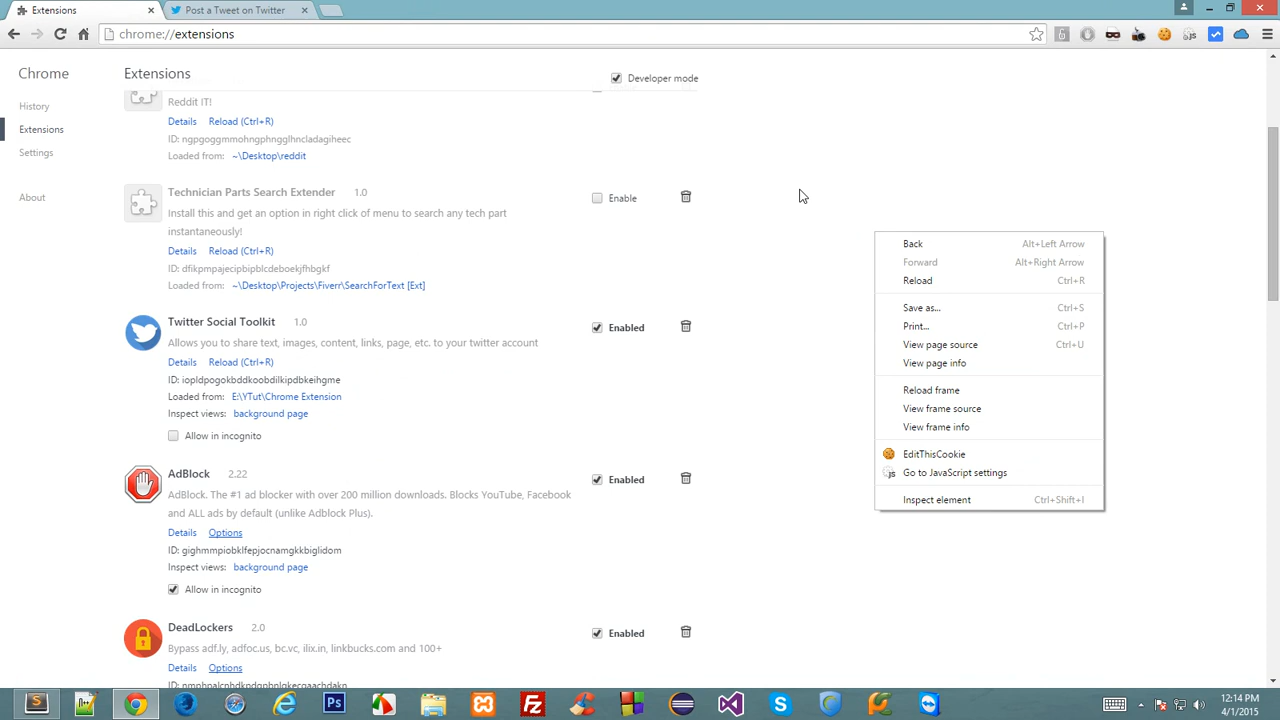 Extensions
Post a Tweet on Twitter
chrome://extensions
Chrome
Extensions
Developer mode
History
Extensions
Settings
About
Reddit IT!
Details Reload (Ctrl+R)
ID: ngpgoggmmohngphngglhncladagiheec
Loaded from: ~\Desktop\reddit
Technician Parts Search Extender 1.0
Enable
Install this and get an option in right click of menu to search any tech part
instantaneously!
Details Reload (Ctrl+R)
ID: dfikpmpajecipbipblcdeboekjfhbgkf
Loaded from: ~\Desktop\Projects\Fiverr\SearchForText [Ext]
Twitter Social Toolkit 1.0
Enabled
Allows you to share text, images, content, links, page, etc. to your twitter account
Details Reload (Ctrl+R)
ID: iopldpogokbddkoobdilkipdbkeihgme
Loaded from: E:\YTut\Chrome Extension
Inspect views: background page
Allow in incognito
AdBlock 2.22
Enabled
AdBlock. The #1 ad blocker with over 200 million downloads. Blocks YouTube, Facebook
and ALL ads by default (unlike Adblock Plus).
Details Options
ID: gighmmpiobklfepjocnamgkkbiglidom
Inspect views: background page
Allow in incognito
DeadLockers 2.0
Enabled
Bypass adf.ly, adfoc.us, bc.vc, ilix.in, linkbucks.com and 100+
Details Options
Back Alt+Left Arrow
Forward Alt+Right Arrow
Reload Ctrl+R
Save as... Ctrl+S
Print... Ctrl+P
View page source Ctrl+U
View page info
Reload frame
View frame source
View frame info
EditThisCookie
js Go to JavaScript settings
Inspect element Ctrl+Shift+I
12:14 PM
4/1/2015